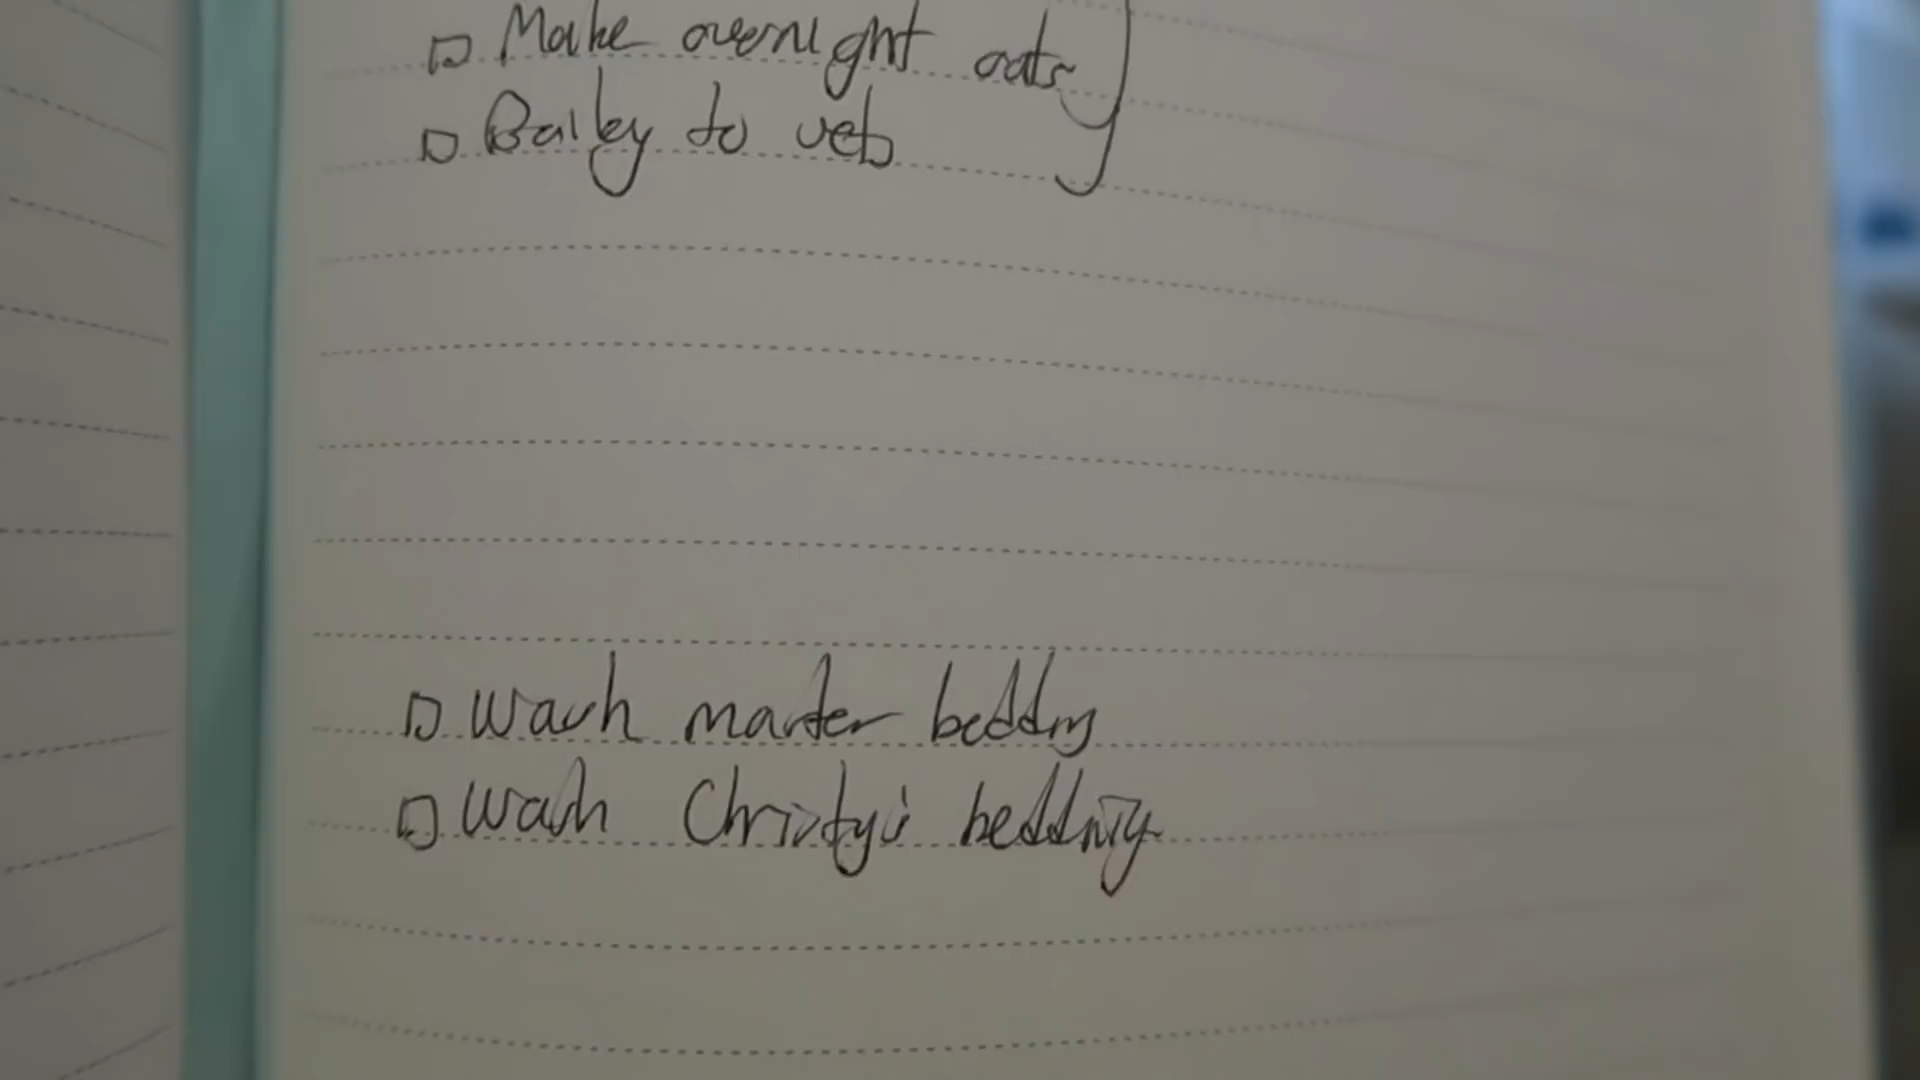 Make overnight oats
Bailey to vets
Wash master bedding
Wash Christy's bedding